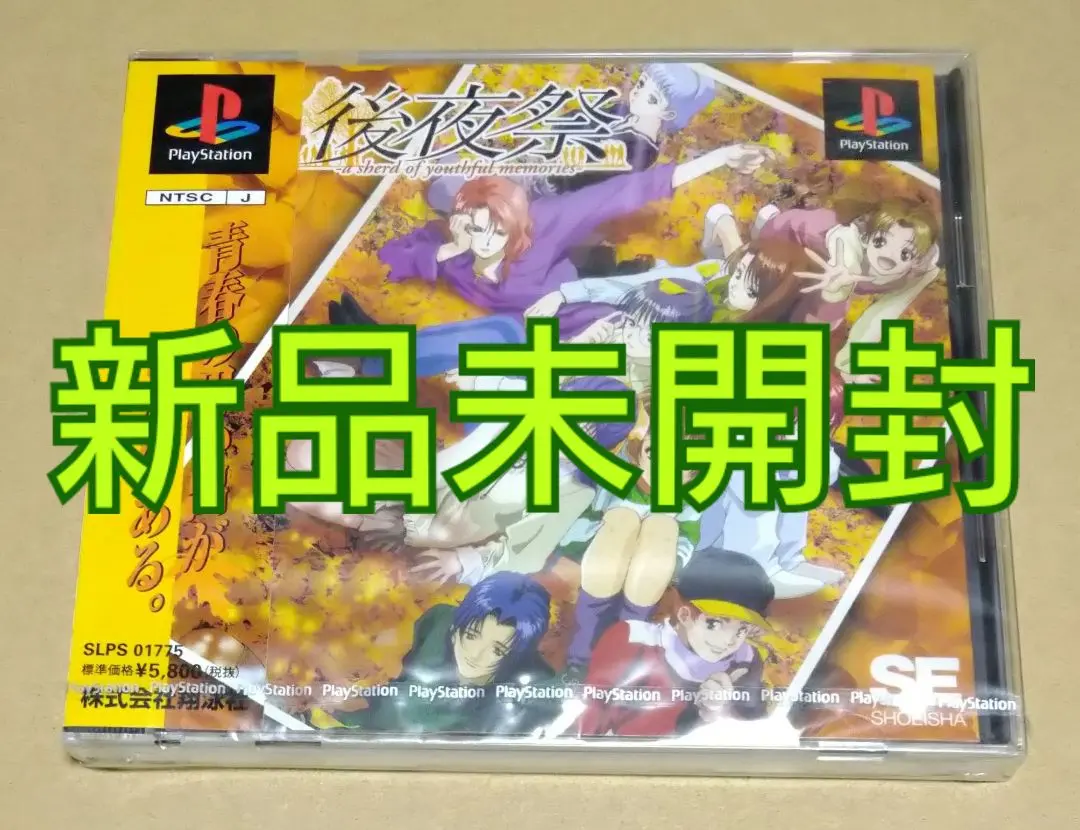 PlayStation
NTSC J
後夜祭
-a sherd of youthful memories-
PlayStation
青春の
が
ある。
新品未開封
SLPS 01775
標準価格¥5,800(税抜)
株式会社翔泳社
PlayStation PlayStation PlayStation PlayStation PlayStation PlayStation PlayStation PlayStation PlayStation PlayStation
SE
SHOEISHA